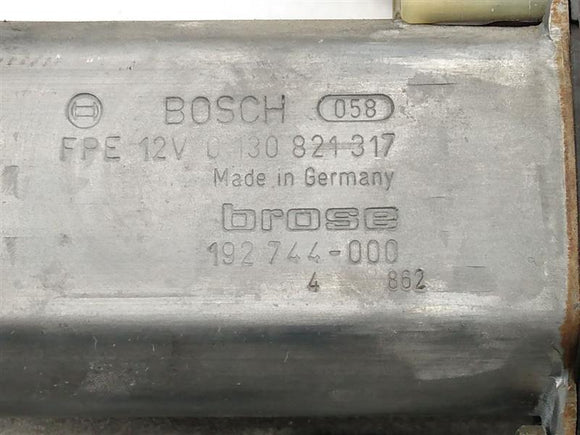 BOSCH 058
FPE 12V 0 130 821 317
Made in Germany
brose
192 744-000
4 862